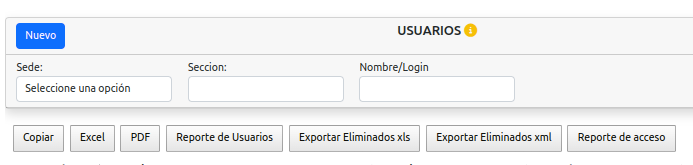 Nuevo
USUARIOS
Sede:
Seccion:
Nombre/Login
Seleccione una opción
Copiar
Excel
PDF
Reporte de Usuarios
Exportar Eliminados xls
Exportar Eliminados xml
Reporte de acceso